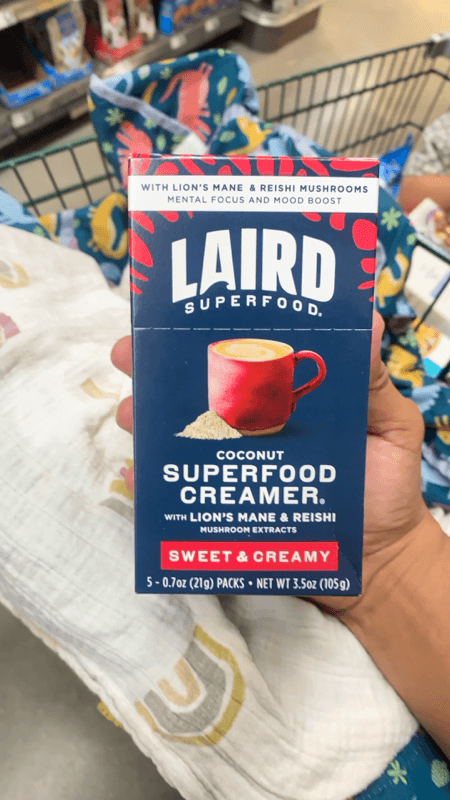 WITH LION'S MANE & REISHI MUSHROOMS
MENTAL FOCUS AND MOOD BOOST
LAIRD
SUPERFOOD®
COCONUT
SUPERFOOD
CREAMER®
WITH LION'S MANE & REISHI
MUSHROOM EXTRACTS
SWEET & CREAMY
5 - 0.7oz (21g) PACKS • NET WT 3.5oz (105g)